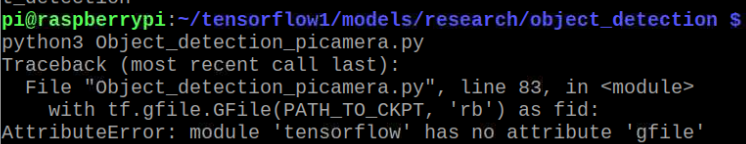 t_detection
pi@raspberrypi:~/tensorflow1/models/research/object_detection $
python3 Object_detection_picamera.py
Traceback (most recent call last):
  File "Object_detection_picamera.py", line 83, in <module>
    with tf.gfile.GFile(PATH_TO_CKPT, 'rb') as fid:
AttributeError: module 'tensorflow' has no attribute 'gfile'